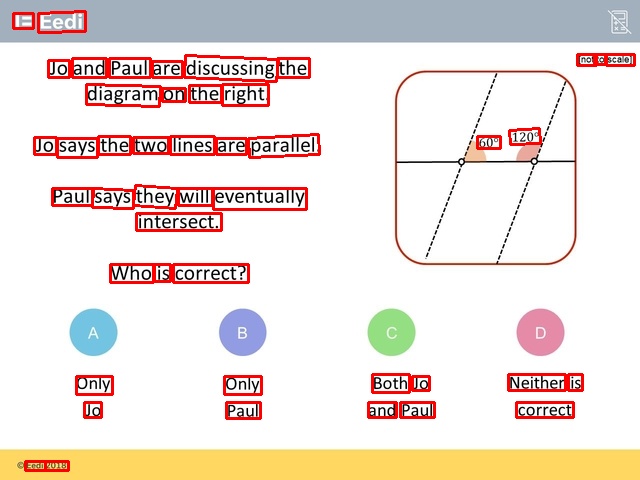 Eedi
[not to scale]
Jo and Paul are discussing the
diagram on the right.
60°
120°
Jo says the two lines are parallel.
Paul says they will eventually
intersect.
Who is correct?
A
B
C
D
Only
Jo
Only
Paul
Both Jo
and Paul
Neither is
correct
© Eedi 2018